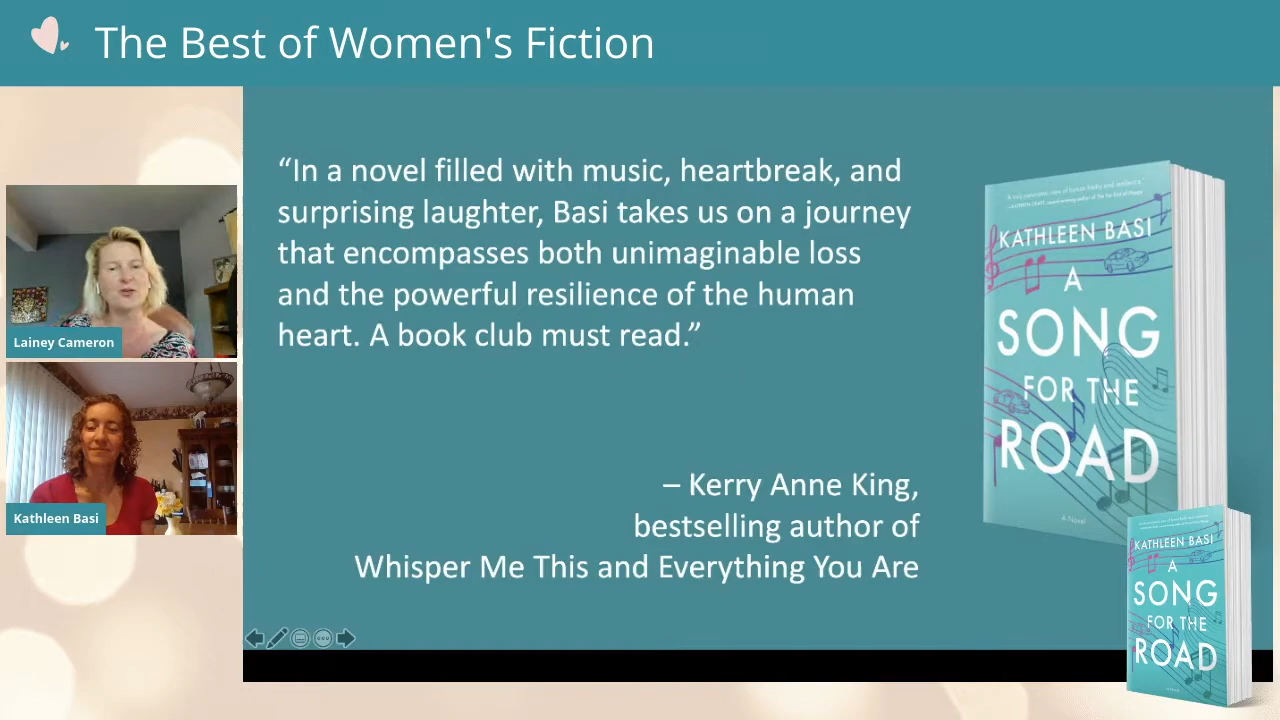 The Best of Women's Fiction
“In a novel filled with music, heartbreak, and
surprising laughter, Basi takes us on a journey
that encompasses both unimaginable loss
and the powerful resilience of the human
heart. A book club must read.”
– Kerry Anne King,
bestselling author of
Whisper Me This and Everything You Are
Lainey Cameron
Kathleen Basi
KATHLEEN BASI
A
SONG
FOR THE
ROAD
A Novel
KATHLEEN BASI
A
SONG
FOR THE
ROAD